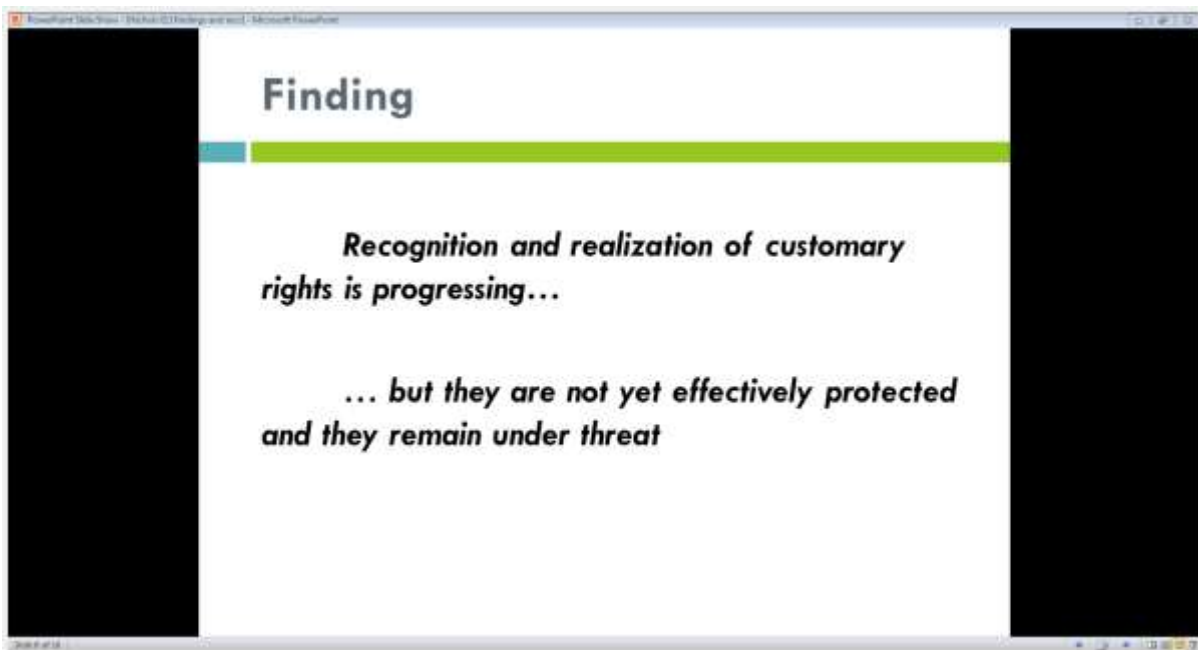 Finding
Recognition and realization of customary
rights is progressing...
... but they are not yet effectively protected
and they remain under threat